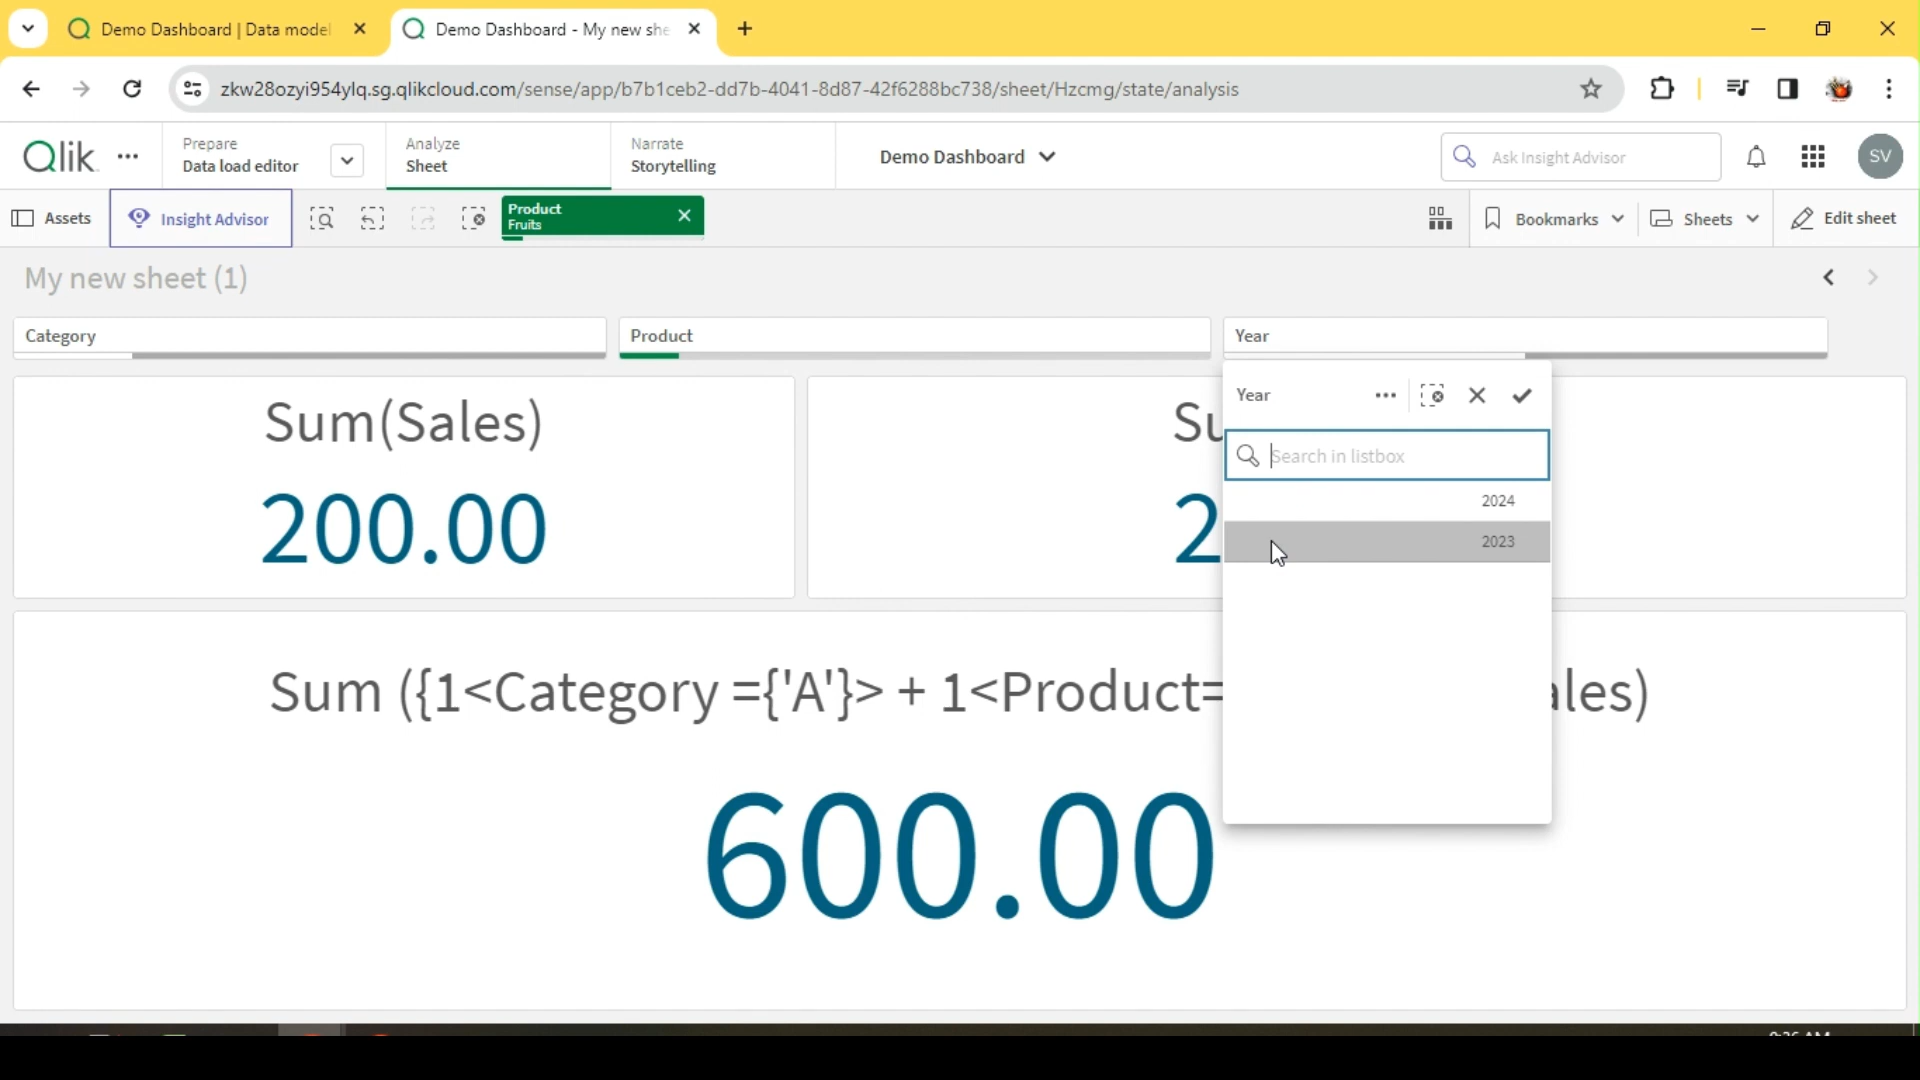 Demo Dashboard | Data model
Demo Dashboard - My new she
zkw28ozyi954ylq.sg.qlikcloud.com/sense/app/b7b1ceb2-dd7b-4041-8d87-42f6288bc738/sheet/Hzcmg/state/analysis
Qlik
Prepare
Data load editor
Analyze
Sheet
Narrate
Storytelling
Demo Dashboard
Ask Insight Advisor
SV
Assets
Insight Advisor
Product
Fruits
Bookmarks
Sheets
Edit sheet
My new sheet (1)
Category
Product
Year
Sum(Sales)
200.00
Su
2
Year
Search in listbox
2024
2023
Sum ({1<Category ={'A'}> + 1<Product=
ales)
600.00